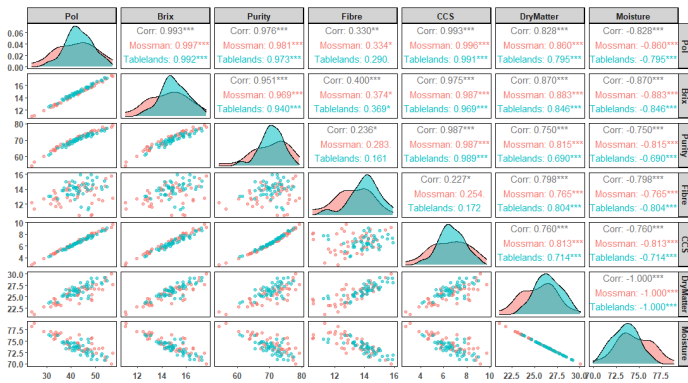 Pol Brix Purity Fibre CCS DryMatter Moisture
0.06
0.04
0.02
0.00
Corr: 0.993*** Corr: 0.976*** Corr: 0.330** Corr: 0.993*** Corr: 0.828*** Corr: -0.828***
Mossman: 0.997*** Mossman: 0.981*** Mossman: 0.334* Mossman: 0.996*** Mossman: 0.860*** Mossman: -0.860***
Tablelands: 0.992*** Tablelands: 0.973*** Tablelands: 0.290. Tablelands: 0.991*** Tablelands: 0.795*** Tablelands: -0.795***
Pol
16
14
12
Corr: 0.951*** Corr: 0.400*** Corr: 0.975*** Corr: 0.870*** Corr: -0.870***
Mossman: 0.969*** Mossman: 0.374* Mossman: 0.987*** Mossman: 0.883*** Mossman: -0.883***
Tablelands: 0.940*** Tablelands: 0.369* Tablelands: 0.969*** Tablelands: 0.846*** Tablelands: -0.846***
Brix
80
70
60
Corr: 0.236* Corr: 0.987*** Corr: 0.750*** Corr: -0.750***
Mossman: 0.283. Mossman: 0.987*** Mossman: 0.815*** Mossman: -0.815***
Tablelands: 0.161 Tablelands: 0.989*** Tablelands: 0.690*** Tablelands: -0.690***
Purity
16
14
12
Corr: 0.227* Corr: 0.798*** Corr: -0.798***
Mossman: 0.254 Mossman: 0.765*** Mossman: -0.765***
Tablelands: 0.172 Tablelands: 0.804*** Tablelands: -0.804***
Fibre
10
8
6
4
Corr: 0.760*** Corr: -0.760***
Mossman: 0.813*** Mossman: -0.813***
Tablelands: 0.714*** Tablelands: -0.714***
CCS
30.0
27.5
25.0
22.5
Corr: -1.000***
Mossman: -1.000***
Tablelands: -1.000***
DryMatter
77.5
75.0
72.5
70.0
Moisture
30 40 50 12 14 16 60 70 80 12 14 16 4 6 8 10 22.5 25.0 27.5 30.0 70.0 72.5 75.0 77.5